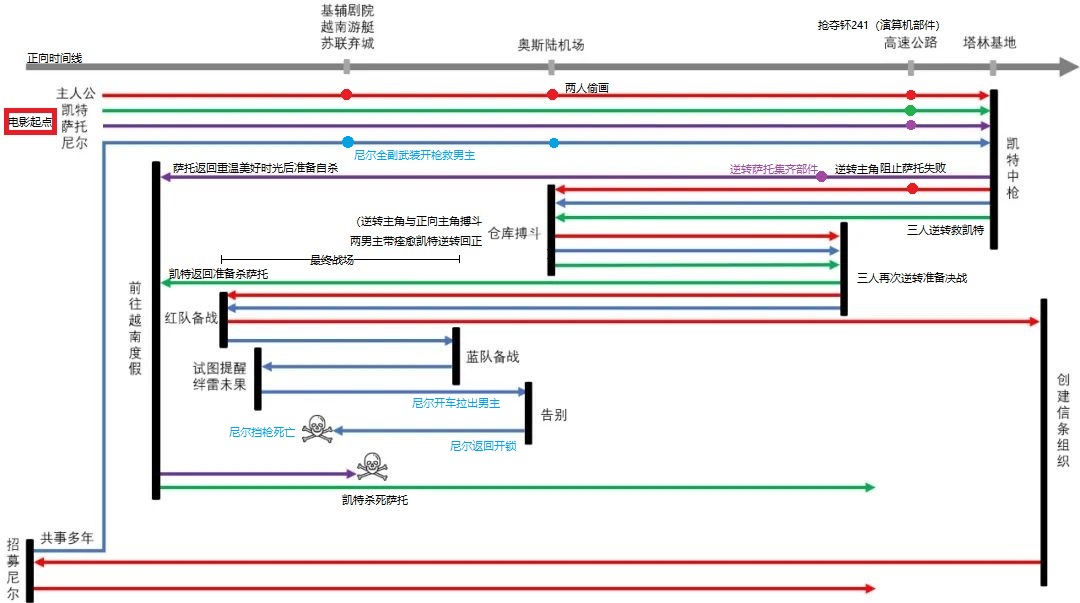 基辅剧院
越南游艇
苏联弃城
奥斯陆机场
抢夺钚241（演算机部件）
高速公路
塔林基地
正向时间线
主人公
两人偷画
凯特
电影起点
萨托
尼尔
尼尔全副武装开枪救男主
凯特中枪
萨托返回重温美好时光后准备自杀
逆转萨托集齐部件
逆转主角阻止萨托失败
（逆转主角与正向主角搏斗
两男主带痊愈凯特逆转回正
仓库搏斗
三人逆转救凯特
最终战场
凯特返回准备杀萨托
三人再次逆转准备决战
前往越南度假
红队备战
蓝队备战
试图提醒
绊雷未果
尼尔开车拉出男主
告别
尼尔挡枪死亡
尼尔返回开锁
创建信条组织
凯特杀死萨托
共事多年
招募尼尔